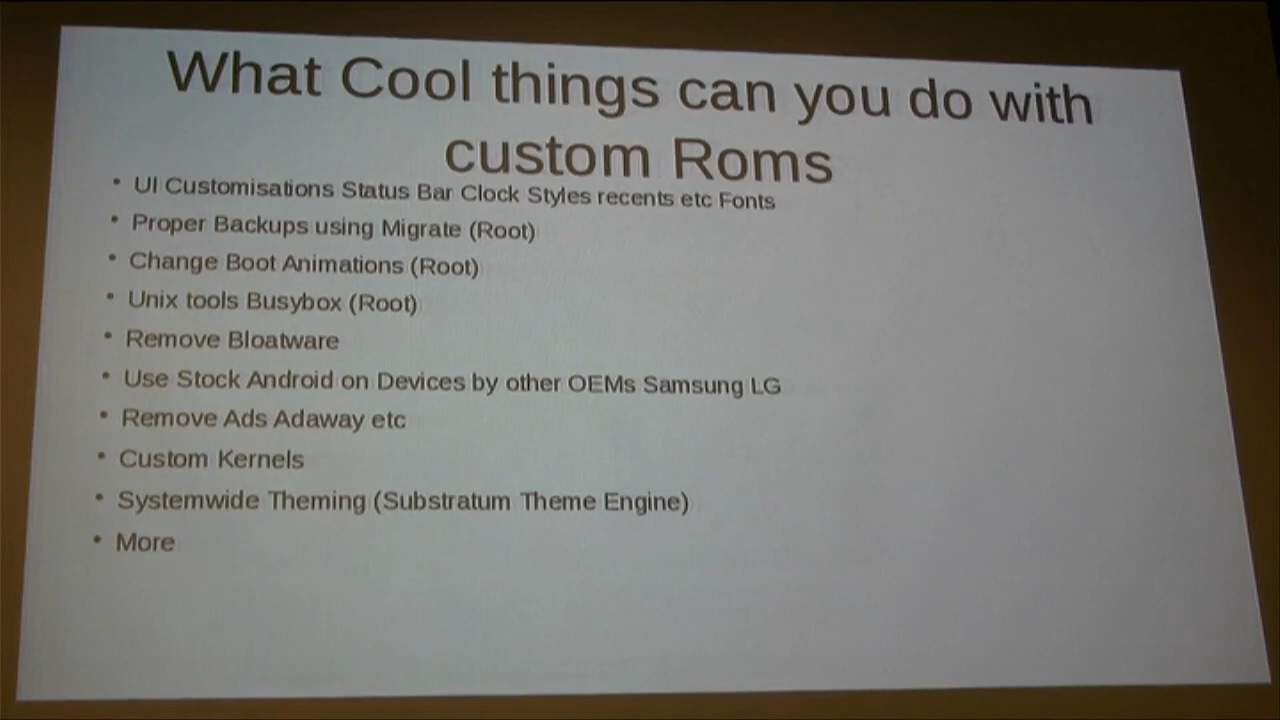 What Cool things can you do with
custom Roms
• UI Customisations Status Bar Clock Styles recents etc Fonts
• Proper Backups using Migrate (Root)
• Change Boot Animations (Root)
• Unix tools Busybox (Root)
• Remove Bloatware
• Use Stock Android on Devices by other OEMs Samsung LG
• Remove Ads Adaway etc
• Custom Kernels
• Systemwide Theming (Substratum Theme Engine)
• More